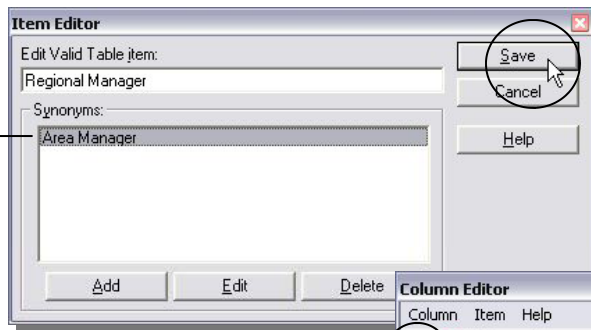 Item Editor
Edit Valid Table item:
Save
Regional Manager
Cancel
Synonyms:
Area Manager
Help
Add Edit Delete
Column Editor
Column Item Help